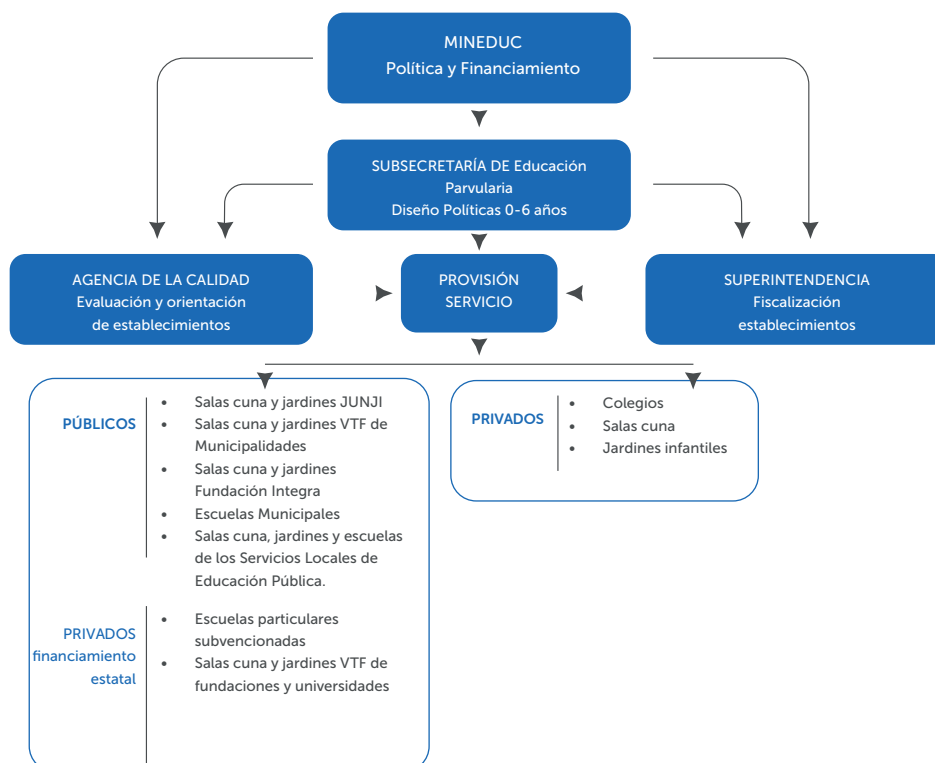 MINEDUC
Política y Financiamiento
SUBSECRETARÍA DE Educación
Parvularia
Diseño Políticas 0-6 años
AGENCIA DE LA CALIDAD
Evaluación y orientación
de establecimientos
PROVISIÓN
SERVICIO
SUPERINTENDENCIA
Fiscalización
establecimientos
PÚBLICOS
• Salas cuna y jardines JUNJI
• Salas cuna y jardines VTF de
Municipalidades
• Salas cuna y jardines
Fundación Integra
• Escuelas Municipales
• Salas cuna, jardines y escuelas
de los Servicios Locales de
Educación Pública.
PRIVADOS
financiamiento
estatal
• Escuelas particulares
subvencionadas
• Salas cuna y jardines VTF de
fundaciones y universidades
PRIVADOS
• Colegios
• Salas cuna
• Jardines infantiles